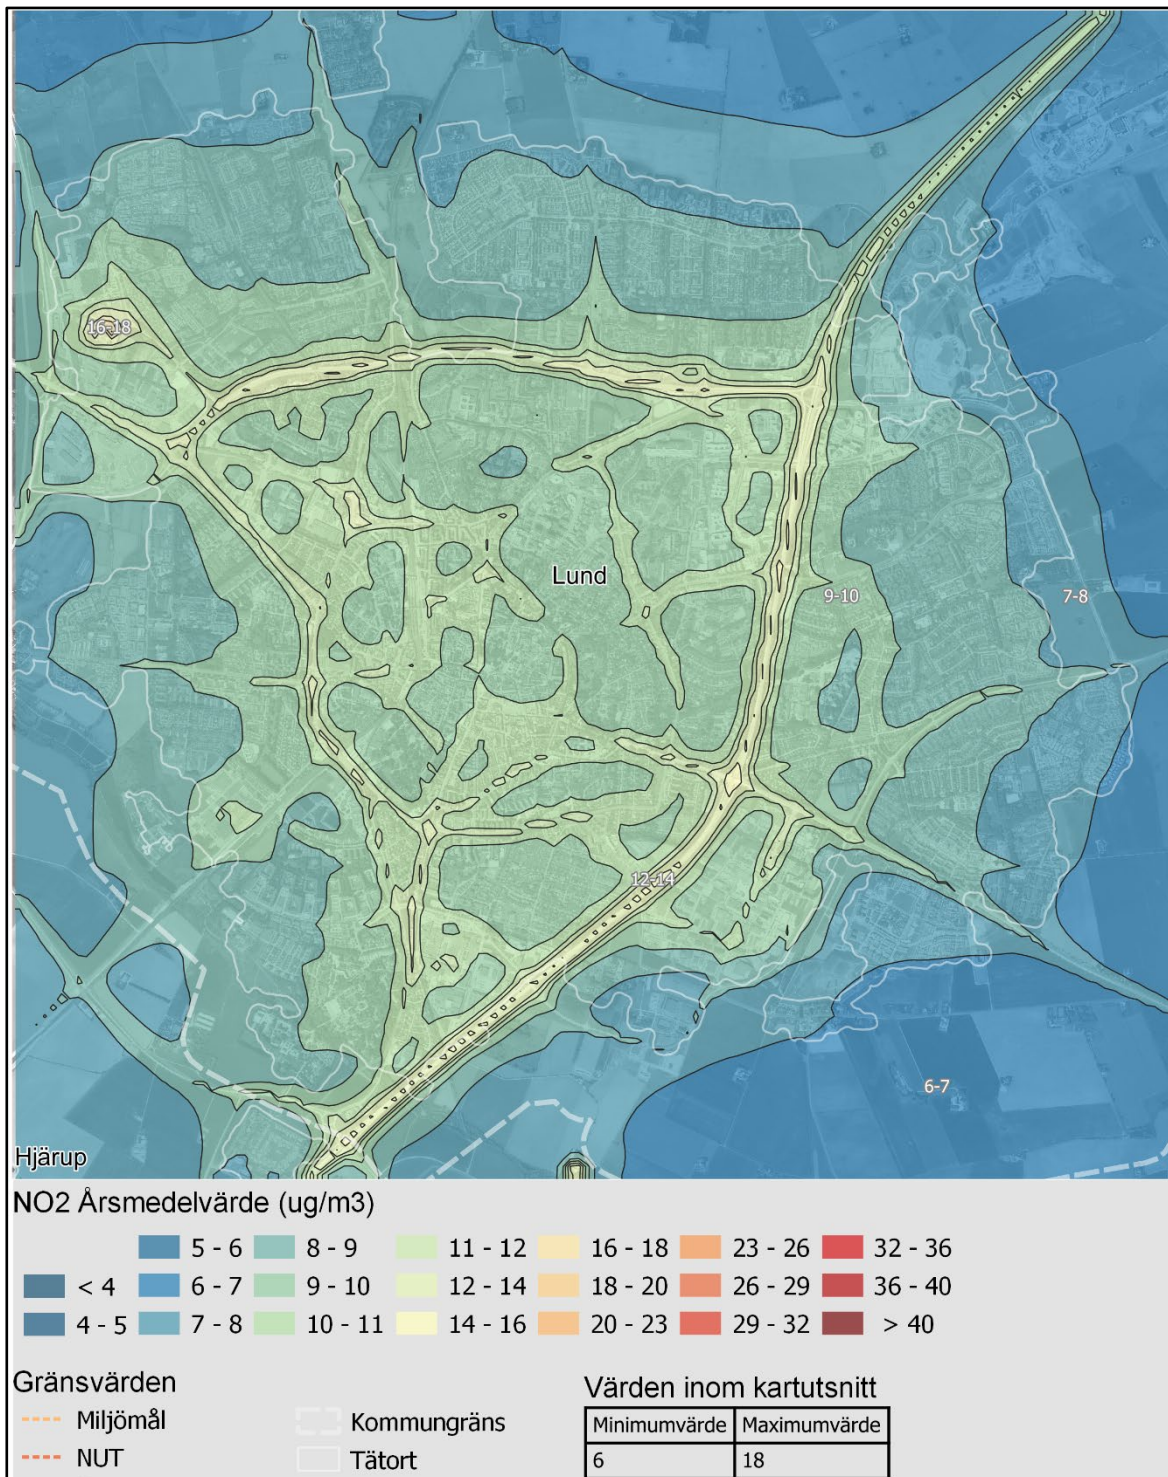 16-18
Lund
9-10
7-8
12-14
6-7
Hjärup
NO2 Årsmedelvärde (ug/m3)
5 - 6 8 - 9 11 - 12 16 - 18 23 - 26 32 - 36
< 4 6 - 7 9 - 10 12 - 14 18 - 20 26 - 29 36 - 40
4 - 5 7 - 8 10 - 11 14 - 16 20 - 23 29 - 32 > 40
Gränsvärden
Värden inom kartutsnitt
Miljömål Kommungräns Minimumvärde Maximumvärde
NUT Tätort 6 18